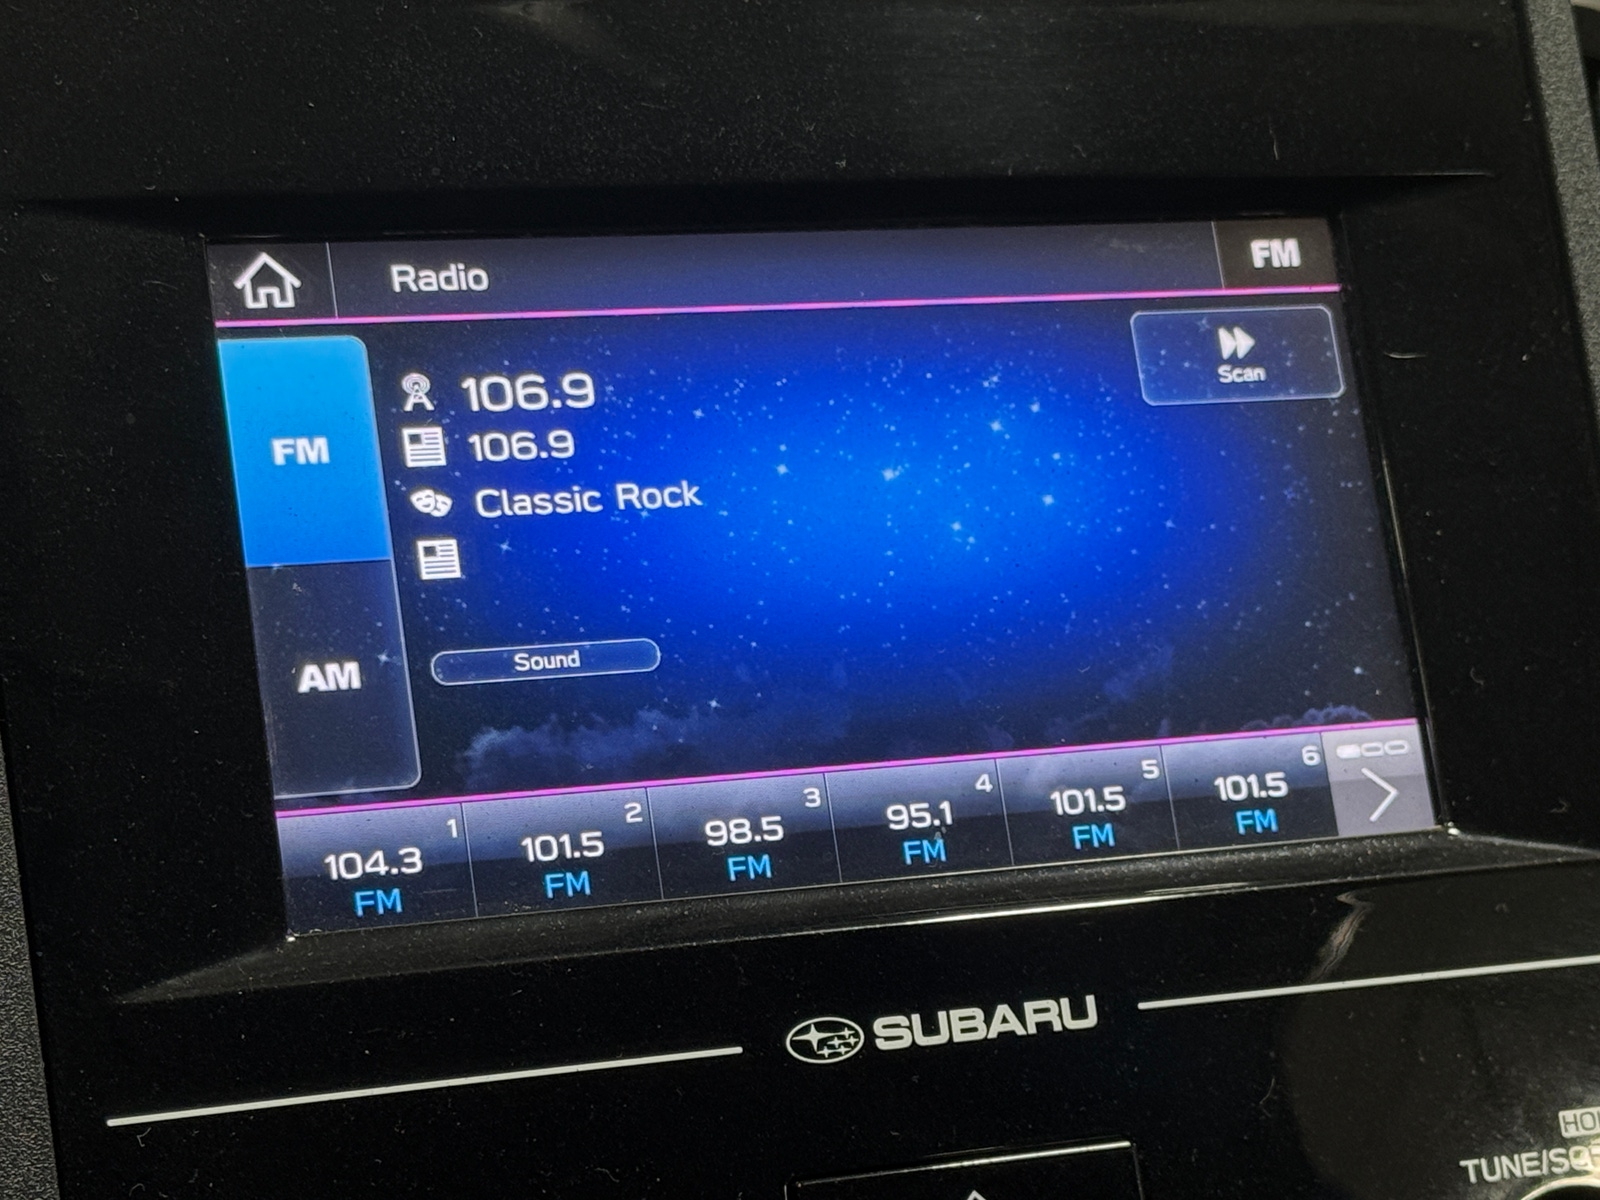 Radio
FM
Scan
FM
106.9
106.9
Classic Rock
AM
Sound
1
104.3
FM
2
101.5
FM
3
98.5
FM
4
95.1
FM
5
101.5
FM
6
101.5
FM
SUBARU
TUNE/